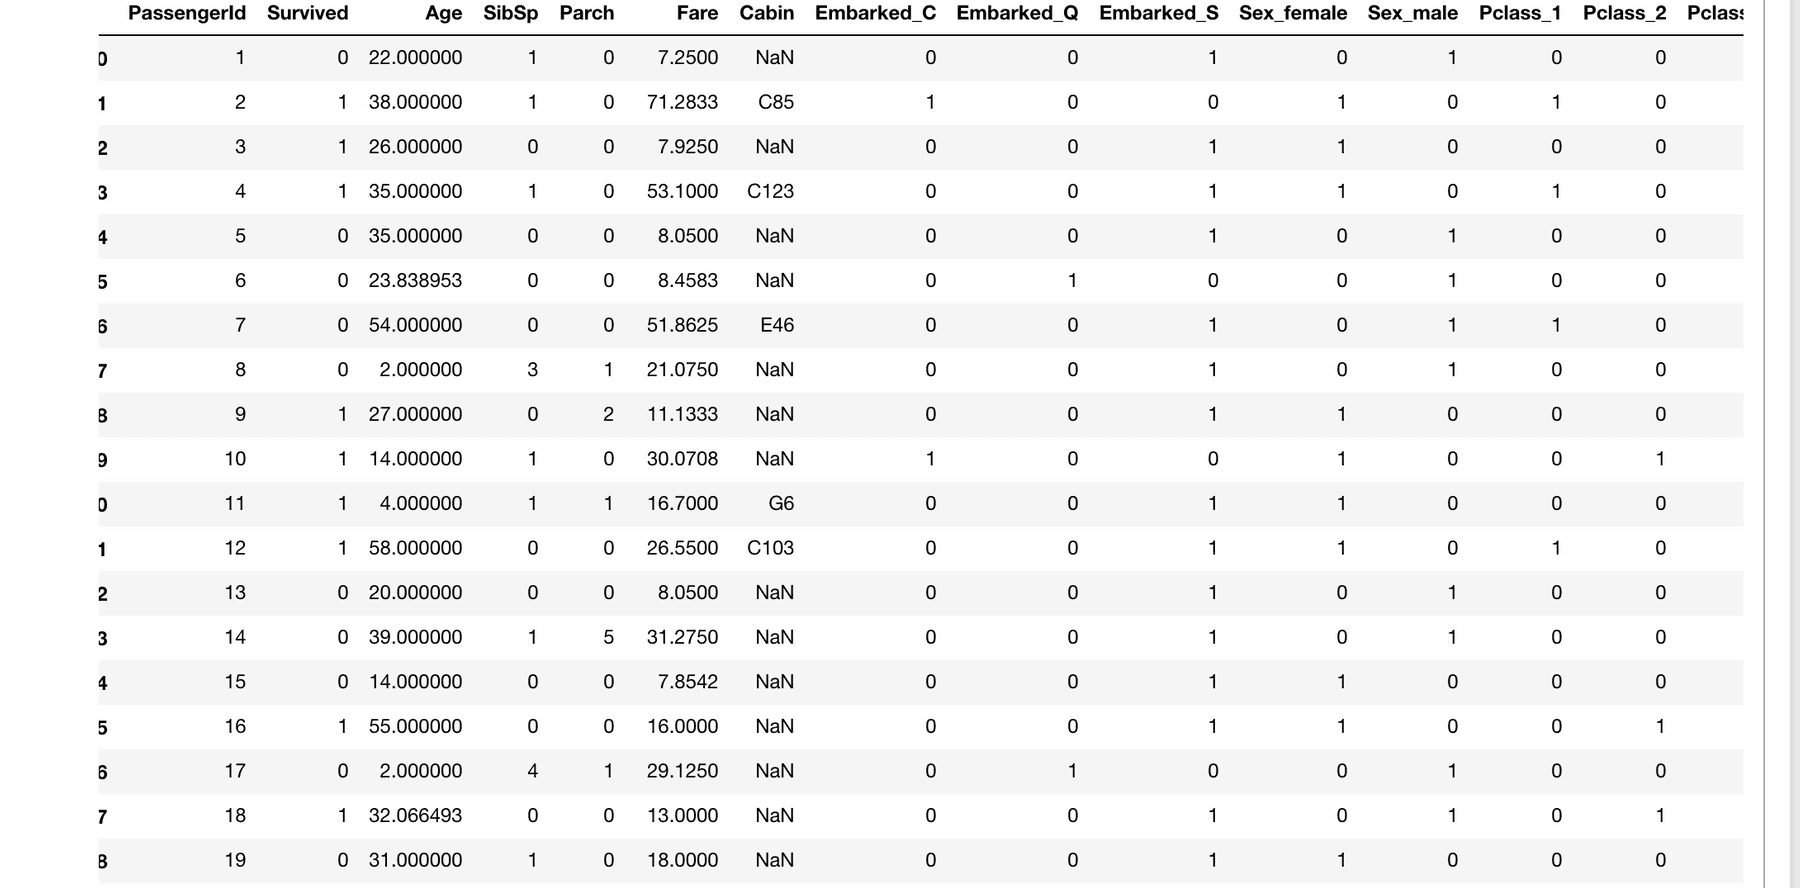 PassengerId Survived Age SibSp Parch Fare Cabin Embarked_C Embarked_Q Embarked_S Sex_female Sex_male Pclass_1 Pclass_2 Pclass
0 1 0 22.000000 1 0 7.2500 NaN 0 0 1 0 1 0 0
1 2 1 38.000000 1 0 71.2833 C85 1 0 0 1 0 1 0
2 3 1 26.000000 0 0 7.9250 NaN 0 0 1 1 0 0 0
3 4 1 35.000000 1 0 53.1000 C123 0 0 1 1 0 1 0
4 5 0 35.000000 0 0 8.0500 NaN 0 0 1 0 1 0 0
5 6 0 23.838953 0 0 8.4583 NaN 0 1 0 0 1 0 0
6 7 0 54.000000 0 0 51.8625 E46 0 0 1 0 1 1 0
7 8 0 2.000000 3 1 21.0750 NaN 0 0 1 0 1 0 0
8 9 1 27.000000 0 2 11.1333 NaN 0 0 1 1 0 0 0
9 10 1 14.000000 1 0 30.0708 NaN 1 0 0 1 0 0 1
0 11 1 4.000000 1 1 16.7000 G6 0 0 1 1 0 0 0
1 12 1 58.000000 0 0 26.5500 C103 0 0 1 1 0 1 0
2 13 0 20.000000 0 0 8.0500 NaN 0 0 1 0 1 0 0
3 14 0 39.000000 1 5 31.2750 NaN 0 0 1 0 1 0 0
4 15 0 14.000000 0 0 7.8542 NaN 0 0 1 1 0 0 0
5 16 1 55.000000 0 0 16.0000 NaN 0 0 1 1 0 0 1
6 17 0 2.000000 4 1 29.1250 NaN 0 1 0 0 1 0 0
7 18 1 32.066493 0 0 13.0000 NaN 0 0 1 0 1 0 1
8 19 0 31.000000 1 0 18.0000 NaN 0 0 1 1 0 0 0